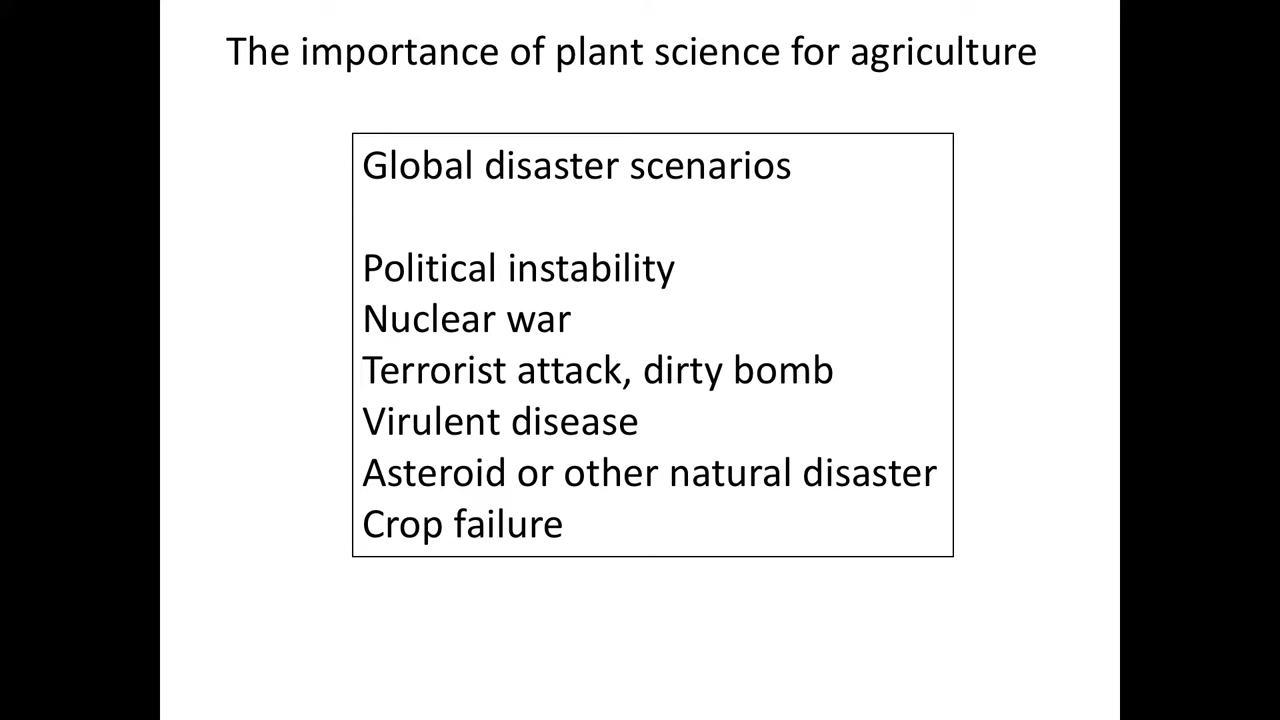 The importance of plant science for agriculture
Global disaster scenarios
Political instability
Nuclear war
Terrorist attack, dirty bomb
Virulent disease
Asteroid or other natural disaster
Crop failure